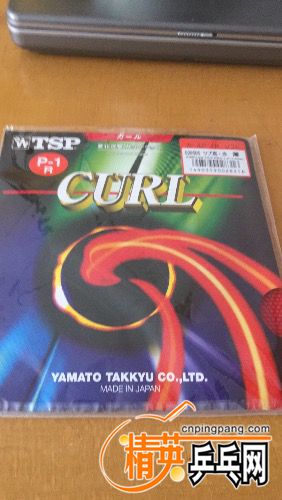 TSP
カール
P-1
R
CURL
YAMATO TAKKYU CO.,LTD.
MADE IN JAPAN
cnpingpang.com
精英乒乓网